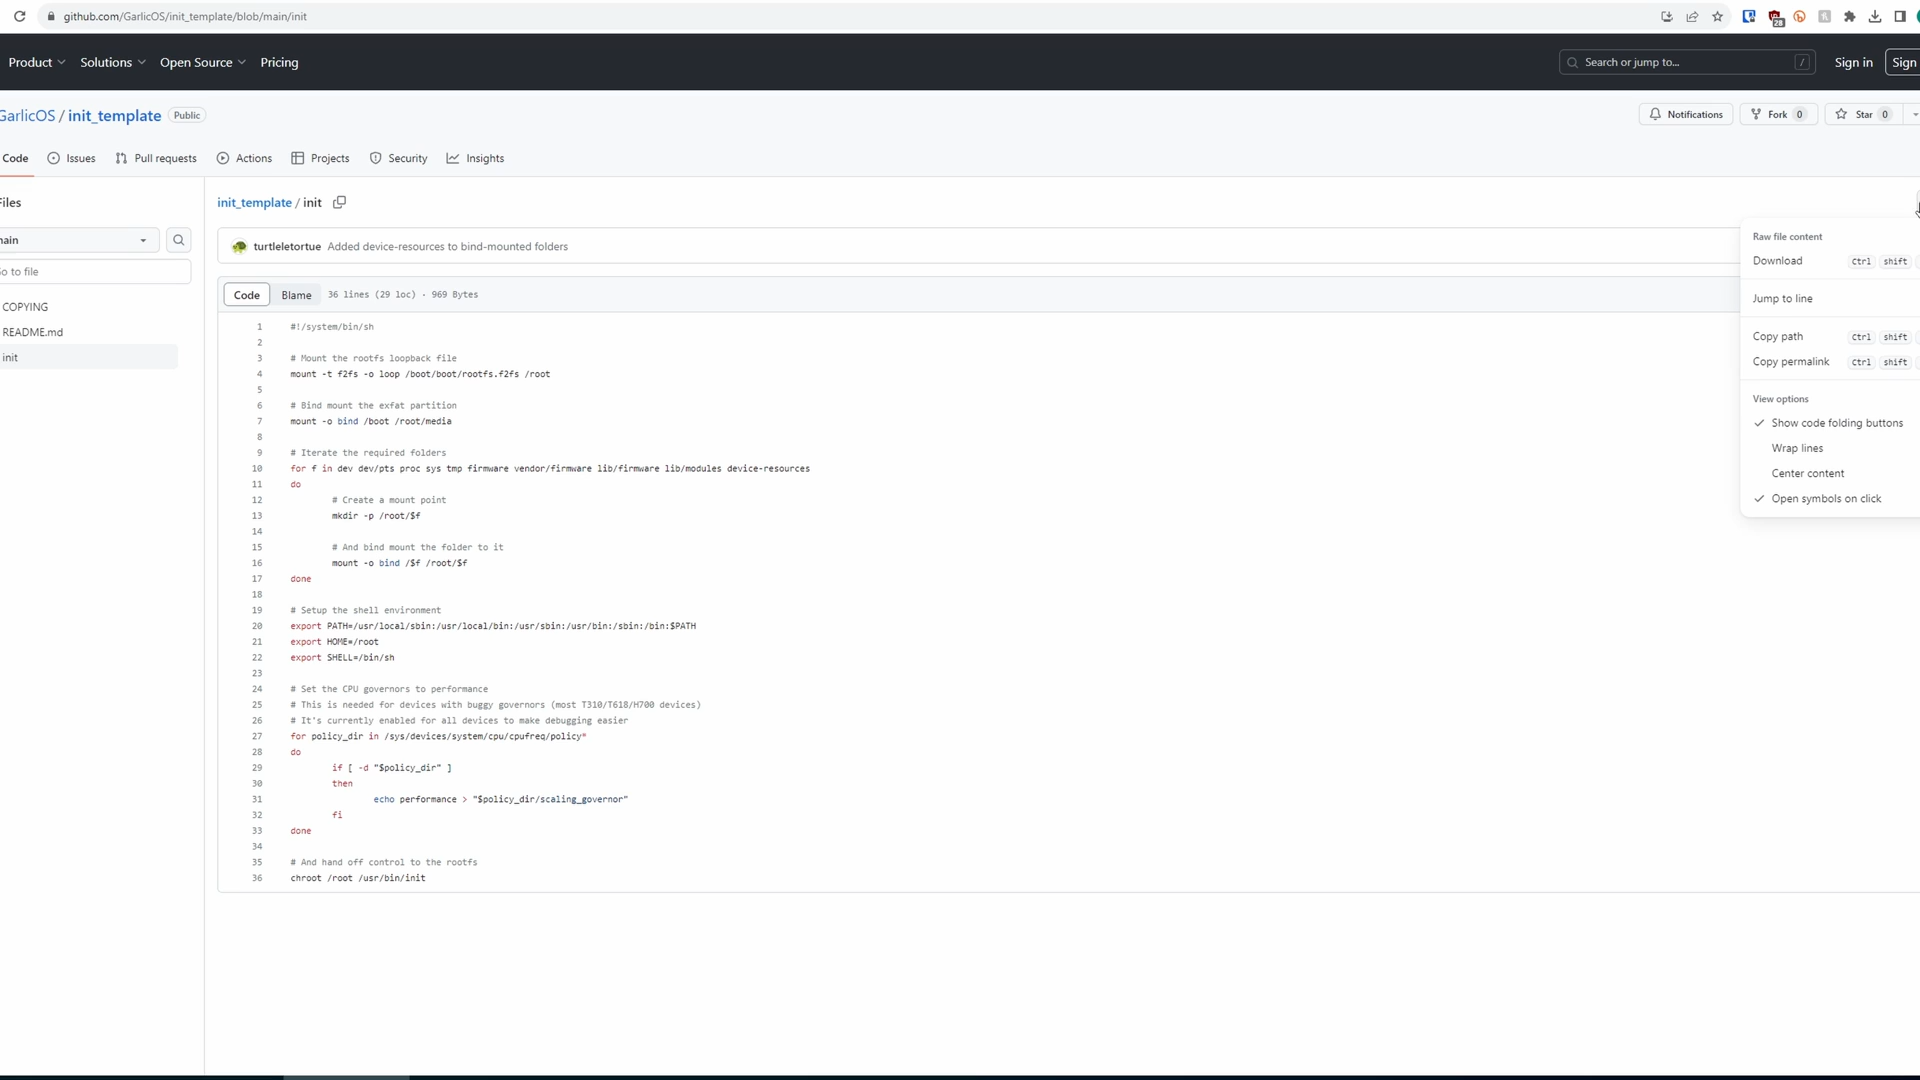 github.com/GarlicOS/init_template/blob/main/init
28
Product Solutions Open Source Pricing Search or jump to... / Sign in Sign
GarlicOS / init_template Public Notifications Fork 0 Star 0
Code Issues Pull requests Actions Projects Security Insights
Files
main
Go to file
COPYING
README.md
init
init_template / init
turtleletortue Added device-resources to bind-mounted folders
Code Blame 36 lines (29 loc) · 969 Bytes
1 #!/system/bin/sh
2
3 # Mount the rootfs loopback file
4 mount -t f2fs -o loop /boot/boot/rootfs.f2fs /root
5
6 # Bind mount the exfat partition
7 mount -o bind /boot /root/media
8
9 # Iterate the required folders
10 for f in dev dev/pts proc sys tmp firmware vendor/firmware lib/firmware lib/modules device-resources
11 do
12 # Create a mount point
13 mkdir -p /root/$f
14
15 # And bind mount the folder to it
16 mount -o bind /$f /root/$f
17 done
18
19 # Setup the shell environment
20 export PATH=/usr/local/sbin:/usr/local/bin:/usr/sbin:/usr/bin:/sbin:/bin:$PATH
21 export HOME=/root
22 export SHELL=/bin/sh
23
24 # Set the CPU governors to performance
25 # This is needed for devices with buggy governors (most T310/T618/H700 devices)
26 # It's currently enabled for all devices to make debugging easier
27 for policy_dir in /sys/devices/system/cpu/cpufreq/policy*
28 do
29 if [ -d "$policy_dir" ]
30 then
31 echo performance > "$policy_dir/scaling_governor"
32 fi
33 done
34
35 # And hand off control to the rootfs
36 chroot /root /usr/bin/init
Raw file content
Download Ctrl shift
Jump to line
Copy path Ctrl shift
Copy permalink Ctrl shift
View options
Show code folding buttons
Wrap lines
Center content
Open symbols on click